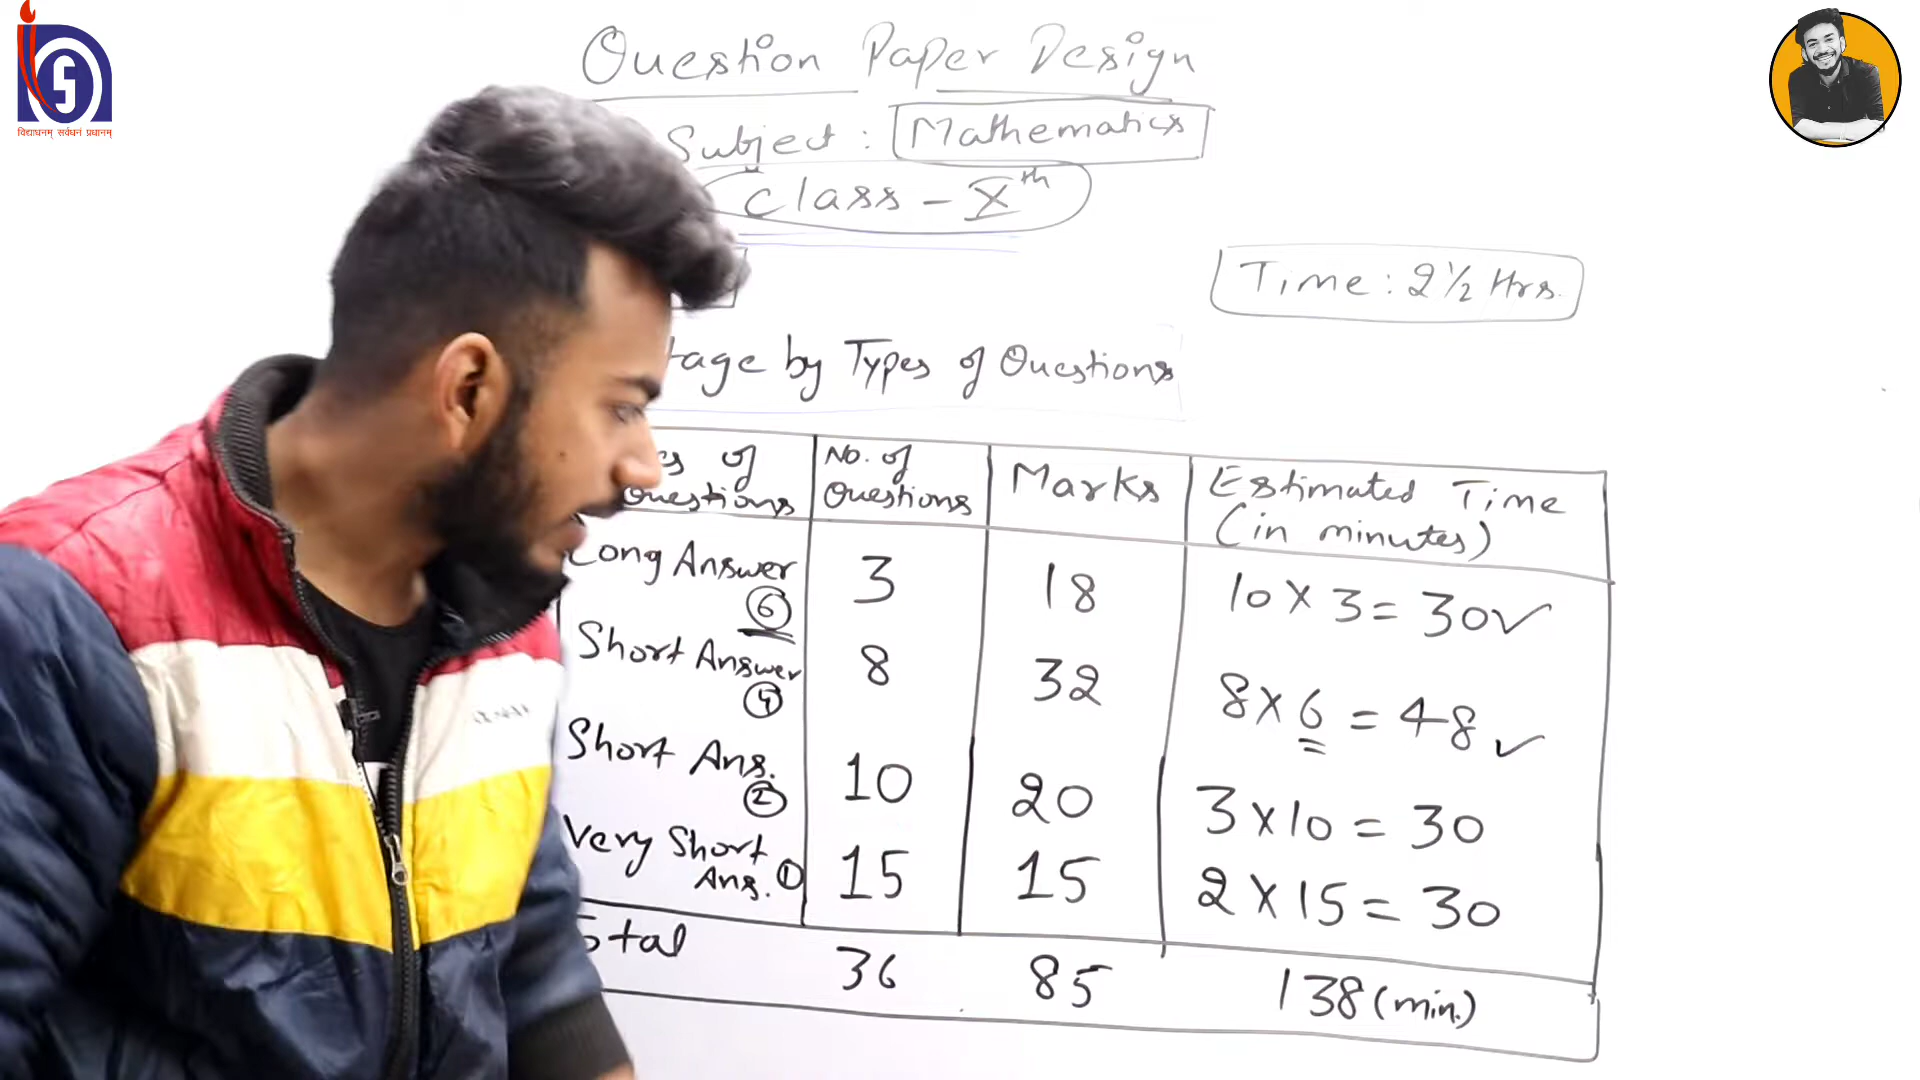 विद्याधनम् सर्वधनं प्रधानम्
Question Paper Design
Subject : Mathematics
Class - Xth
Time : 2 ½ Hrs.
tage by Types of Questions
of Questions
No. of Questions
Marks
Estimated Time (in minutes)
Long Answer 6
3
18
10 X 3 = 30 ✓
Short Answer 4
8
32
8 X 6 = 48 ✓
Short Ans. 2
10
20
3 X 10 = 30
Very Short Ans. 1
15
15
2 X 15 = 30
otal
36
85
138 (min.)